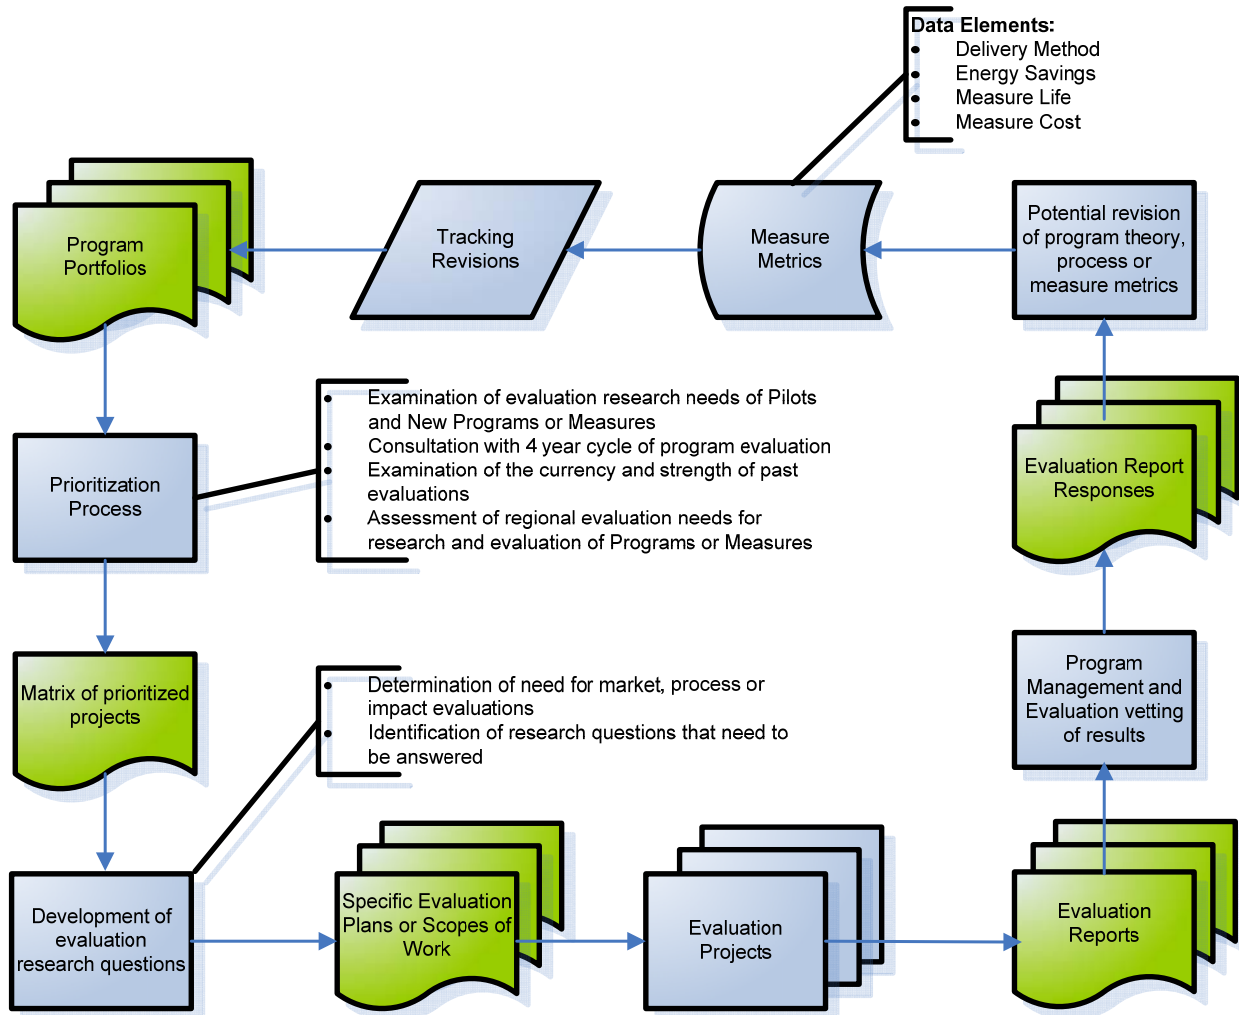 Data Elements:
• Delivery Method
• Energy Savings
• Measure Life
• Measure Cost
Program
Portfolios
Tracking
Revisions
Measure
Metrics
Potential revision
of program theory,
process or
measure metrics
Prioritization
Process
• Examination of evaluation research needs of Pilots
and New Programs or Measures
• Consultation with 4 year cycle of program evaluation
• Examination of the currency and strength of past
evaluations
• Assessment of regional evaluation needs for
research and evaluation of Programs or Measures
Evaluation Report
Responses
Matrix of prioritized
projects
• Determination of need for market, process or
impact evaluations
• Identification of research questions that need to
be answered
Program
Management and
Evaluation vetting
of results
Development of
evaluation
research questions
Specific Evaluation
Plans or Scopes of
Work
Evaluation
Projects
Evaluation
Reports